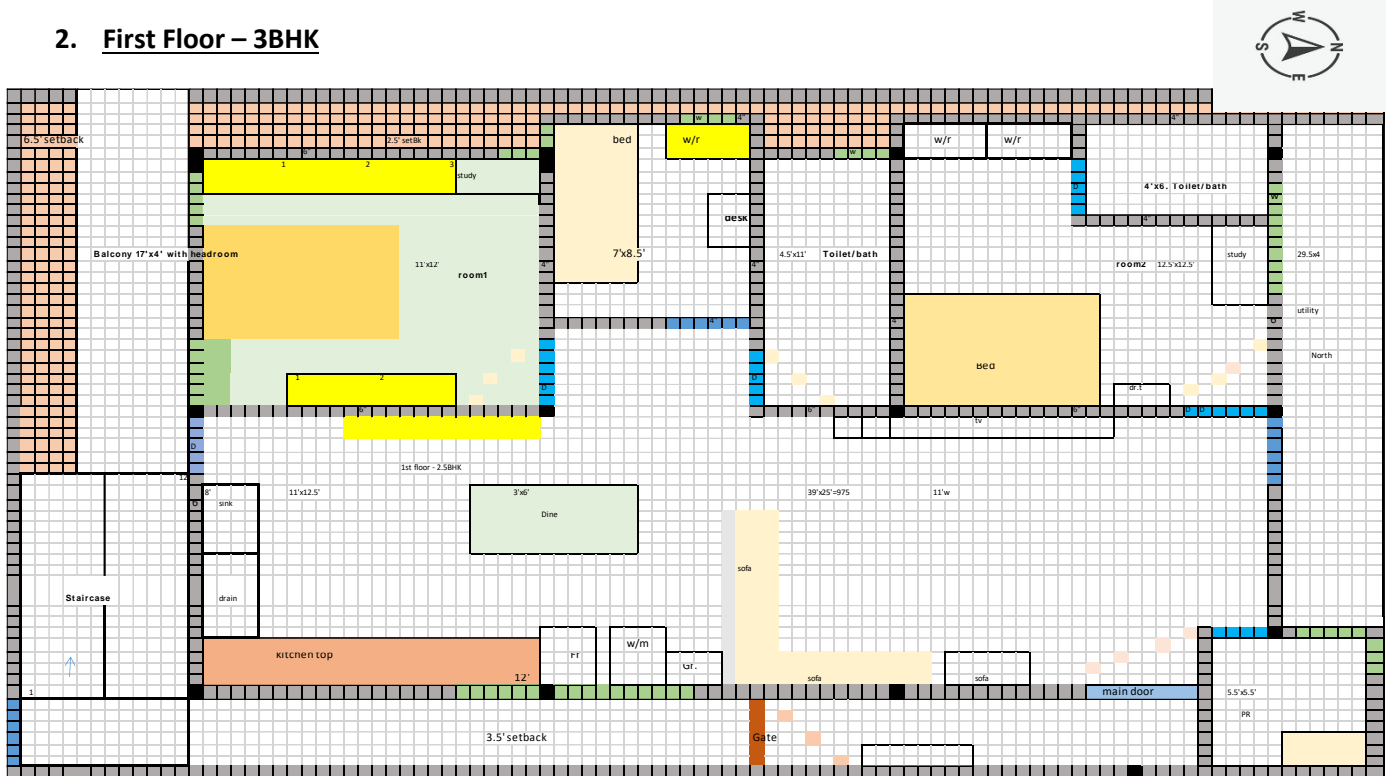 2. First Floor – 3BHK
W
S N
E
w 4" 4"
6.5' setback 2.5' setBk bed w/r w/r w/r
6" w
1 2 3
study
D 4'x6. Toilet/bath
w
desk 4"
Balcony 17'x4' with headroom 7'x8.5' 4.5'x11' Toilet/bath study 29.5x4
11'x12' 4" 4" room2 12.5'x12.5'
room1
utility
4" 4 D
North
Bed
1 2 D D dr.t
6" 6" 6" D D
tv
D
1st floor - 2.5BHK
12
8' 11'x12.5' 3'x6' 39'x25'=975 11'w
D sink
Dine
sofa
Staircase drain
w/m
Kitchen top Fr
Gr.
12' sofa sofa
1 main door 5.5'x5.5'
PR
3.5' setback Gate